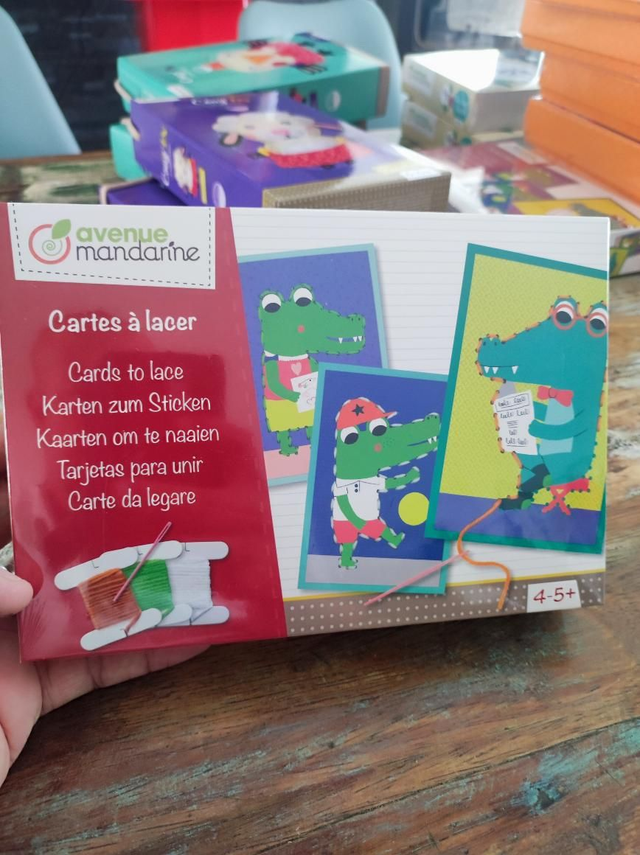 avenue
mandarine
Cartes à lacer
Cards to lace
Karten zum Sticken
Kaarten om te naaien
Tarjetas para unir
Carte da legare
4-5+